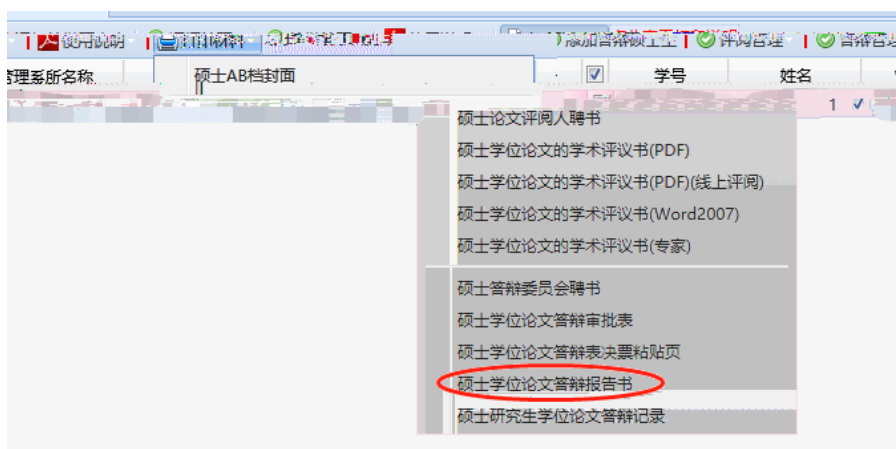 使用说明 打印材料 添加答辩硕士生 评阅管理
管理系所名称 硕士AB档封面 学号 姓名
1
硕士论文评阅人聘书
硕士学位论文的学术评议书(PDF)
硕士学位论文的学术评议书(PDF)(线上评阅)
硕士学位论文的学术评议书(Word2007)
硕士学位论文的学术评议书(专家)
硕士答辩委员会聘书
硕士学位论文答辩审批表
硕士学位论文答辩表决票粘贴页
硕士学位论文答辩报告书
硕士研究生学位论文答辩记录